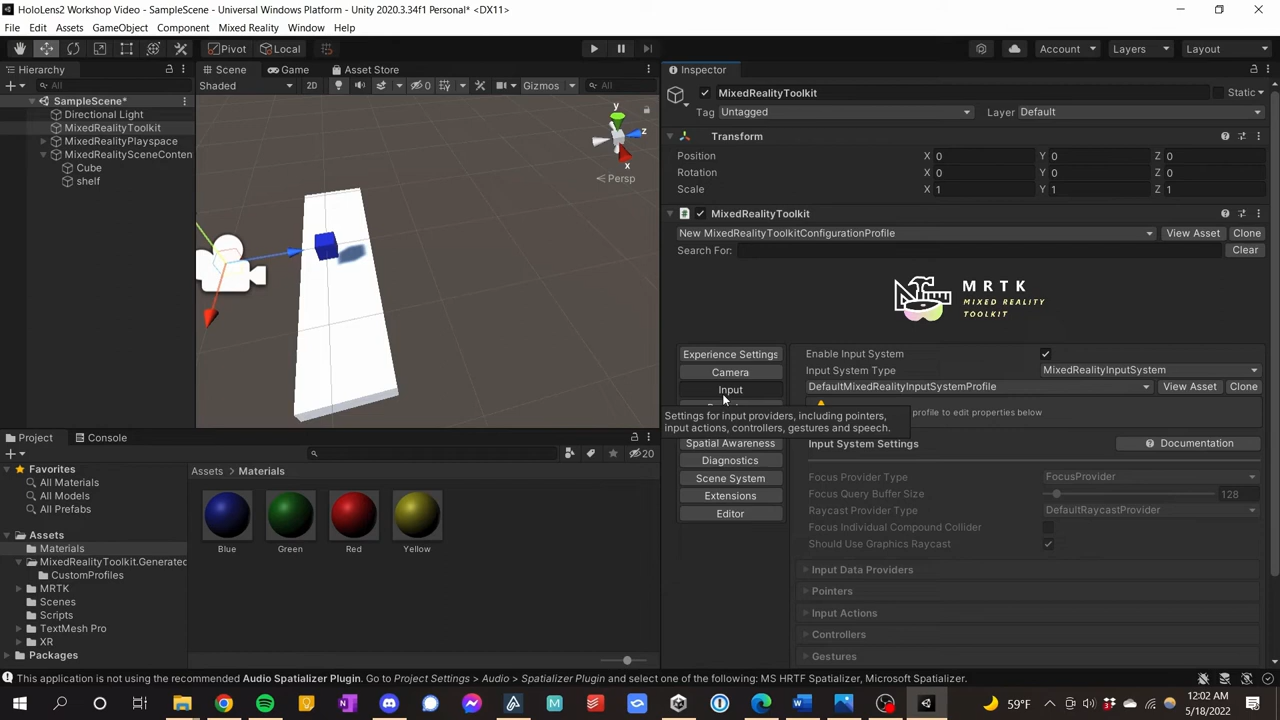 HoloLens2 Workshop Video - SampleScene - Universal Windows Platform - Unity 2020.3.34f1 Personal* <DX11>
File Edit Assets GameObject Component Mixed Reality Window Help
Pivot Local Account Layers Layout
Hierarchy
All
SampleScene*
Directional Light
MixedRealityToolkit
MixedRealityPlayspace
MixedRealitySceneConten
Cube
shelf
Scene Game Asset Store
Shaded 2D 0 Gizmos All
y
z
x
Persp
Inspector
MixedRealityToolkit Static
Tag Untagged Layer Default
Transform
Position X 0 Y 0 Z 0
Rotation X 0 Y 0 Z 0
Scale X 1 Y 1 Z 1
MixedRealityToolkit
New MixedRealityToolkitConfigurationProfile View Asset Clone
Search For: Clear
MRTK
MIXED REALITY
TOOLKIT
Experience Settings
Camera
Input
Settings for input providers, including pointers,
input actions, controllers, gestures and speech.
Spatial Awareness
Diagnostics
Scene System
Extensions
Editor
Enable Input System
Input System Type MixedRealityInputSystem
DefaultMixedRealityInputSystemProfile View Asset Clone
profile to edit properties below
Input System Settings Documentation
Focus Provider Type FocusProvider
Focus Query Buffer Size 128
Raycast Provider Type DefaultRaycastProvider
Focus Individual Compound Collider
Should Use Graphics Raycast
Input Data Providers
Pointers
Input Actions
Controllers
Gestures
Project Console
20
Favorites
All Materials
All Models
All Prefabs
Assets
Materials
MixedRealityToolkit.Generated
CustomProfiles
MRTK
Scenes
Scripts
TextMesh Pro
XR
Packages
Assets > Materials
Blue Green Red Yellow
This application is not using the recommended Audio Spatializer Plugin. Go to Project Settings > Audio > Spatializer Plugin and select one of the following: MS HRTF Spatializer, Microsoft Spatializer.
59°F
12:02 AM
5/18/2022